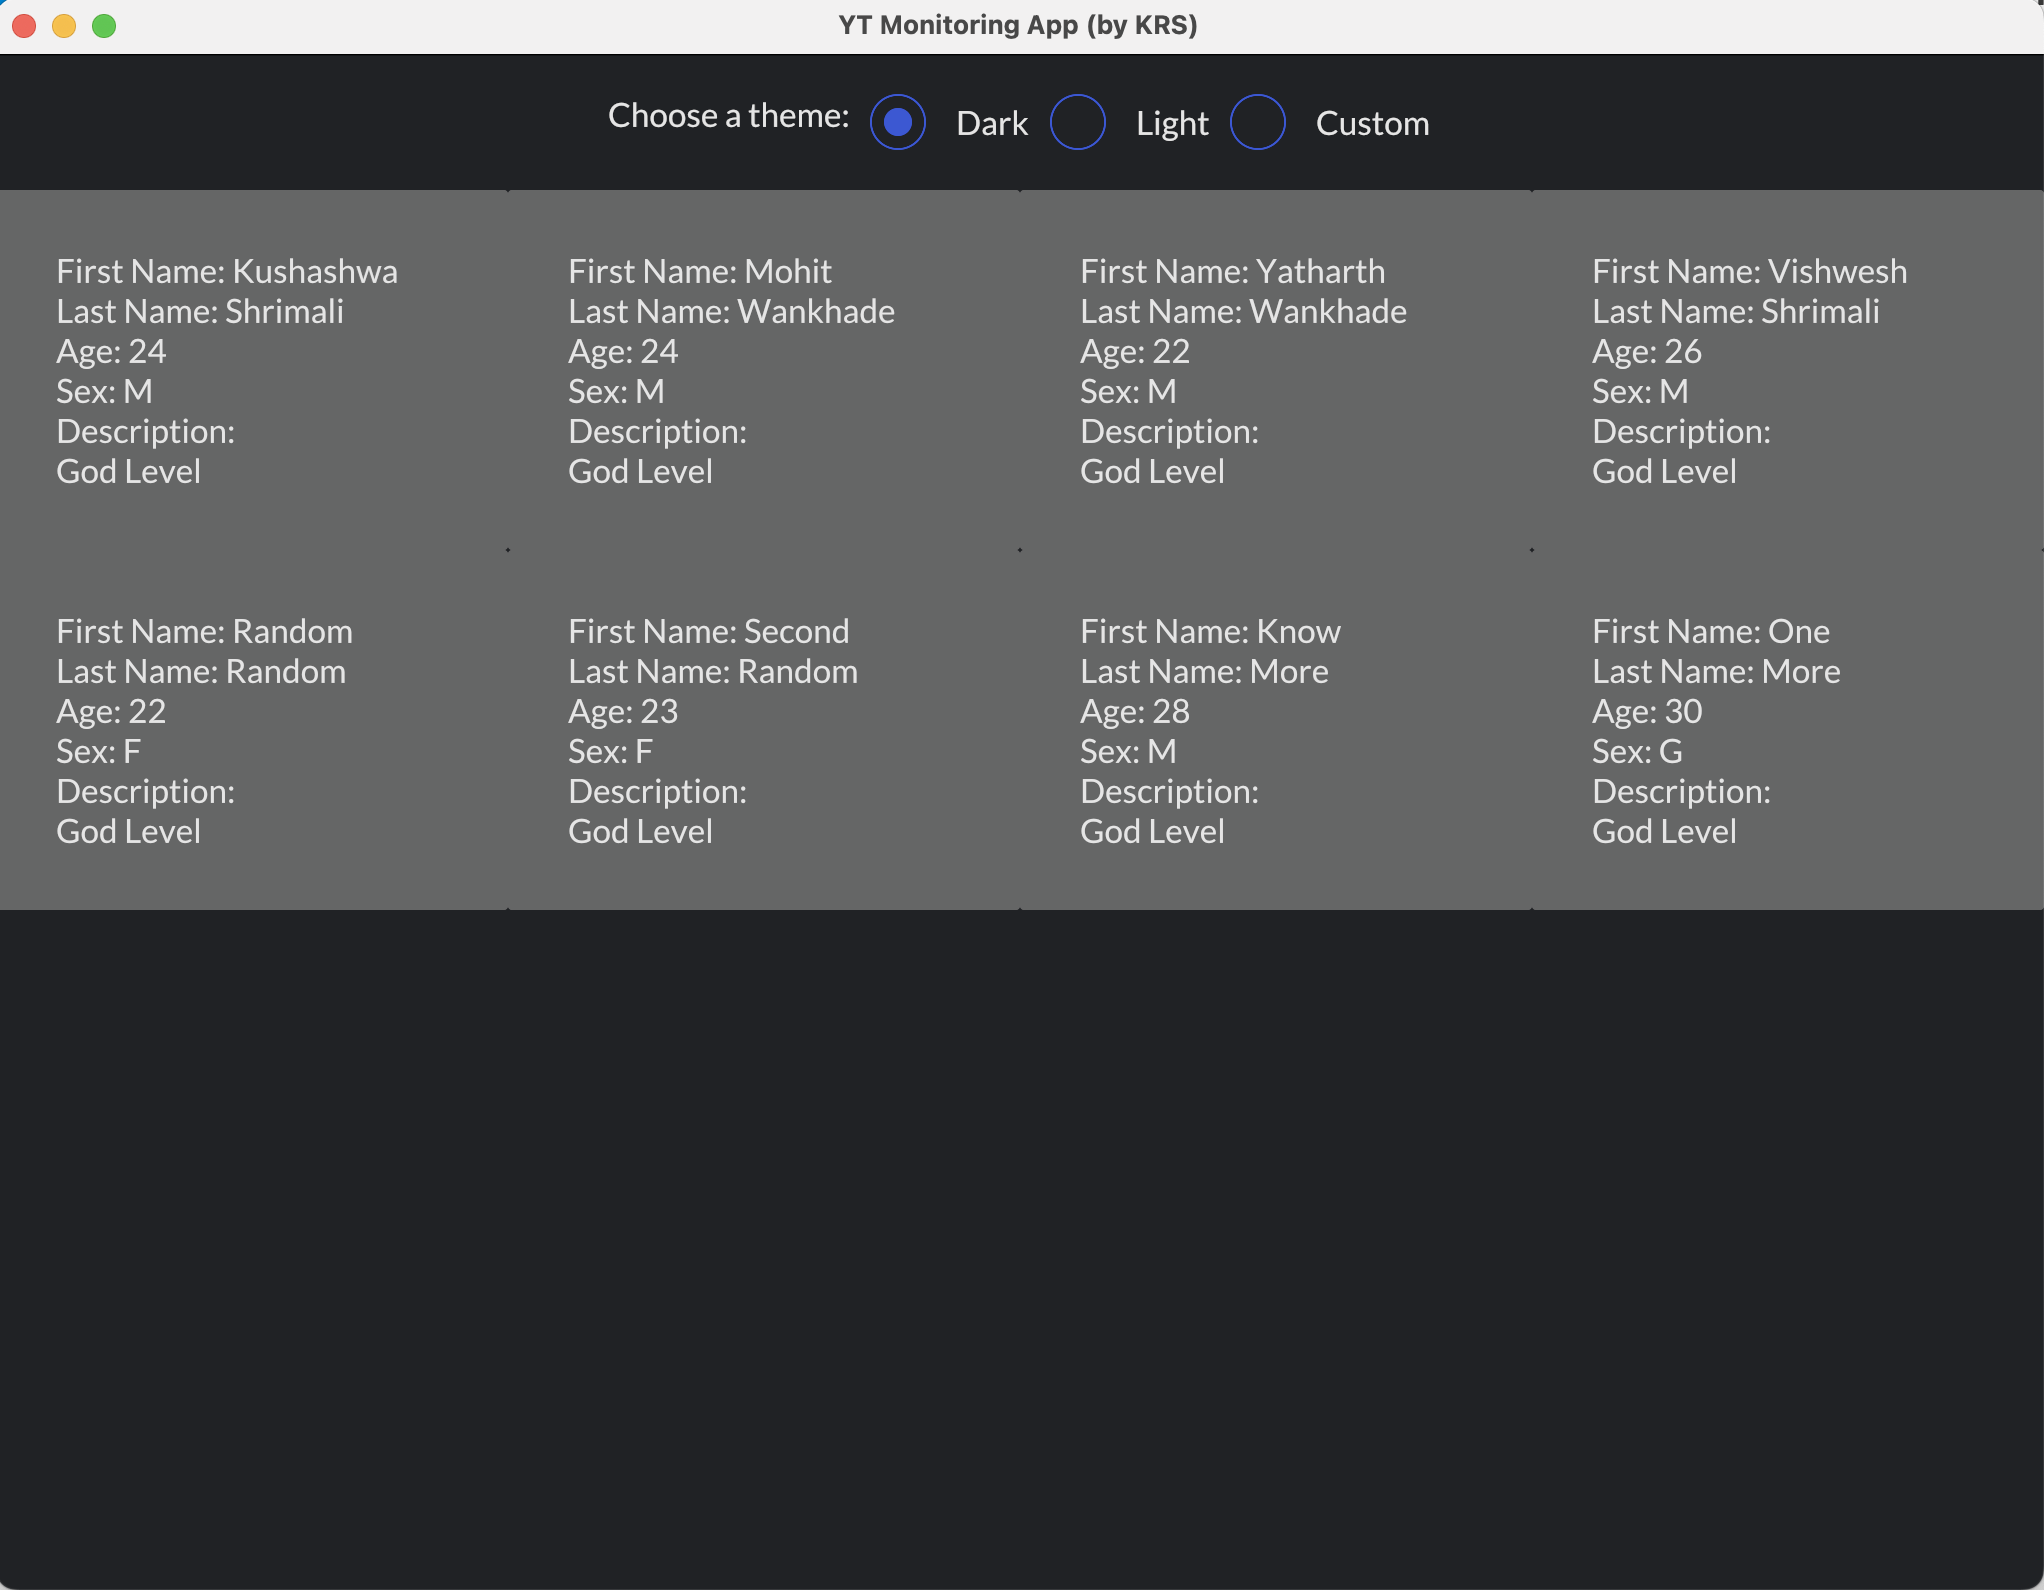 YT Monitoring App (by KRS)
Choose a theme: Dark Light Custom
First Name: Kushashwa
Last Name: Shrimali
Age: 24
Sex: M
Description:
God Level
First Name: Mohit
Last Name: Wankhade
Age: 24
Sex: M
Description:
God Level
First Name: Yatharth
Last Name: Wankhade
Age: 22
Sex: M
Description:
God Level
First Name: Vishwesh
Last Name: Shrimali
Age: 26
Sex: M
Description:
God Level
First Name: Random
Last Name: Random
Age: 22
Sex: F
Description:
God Level
First Name: Second
Last Name: Random
Age: 23
Sex: F
Description:
God Level
First Name: Know
Last Name: More
Age: 28
Sex: M
Description:
God Level
First Name: One
Last Name: More
Age: 30
Sex: G
Description:
God Level